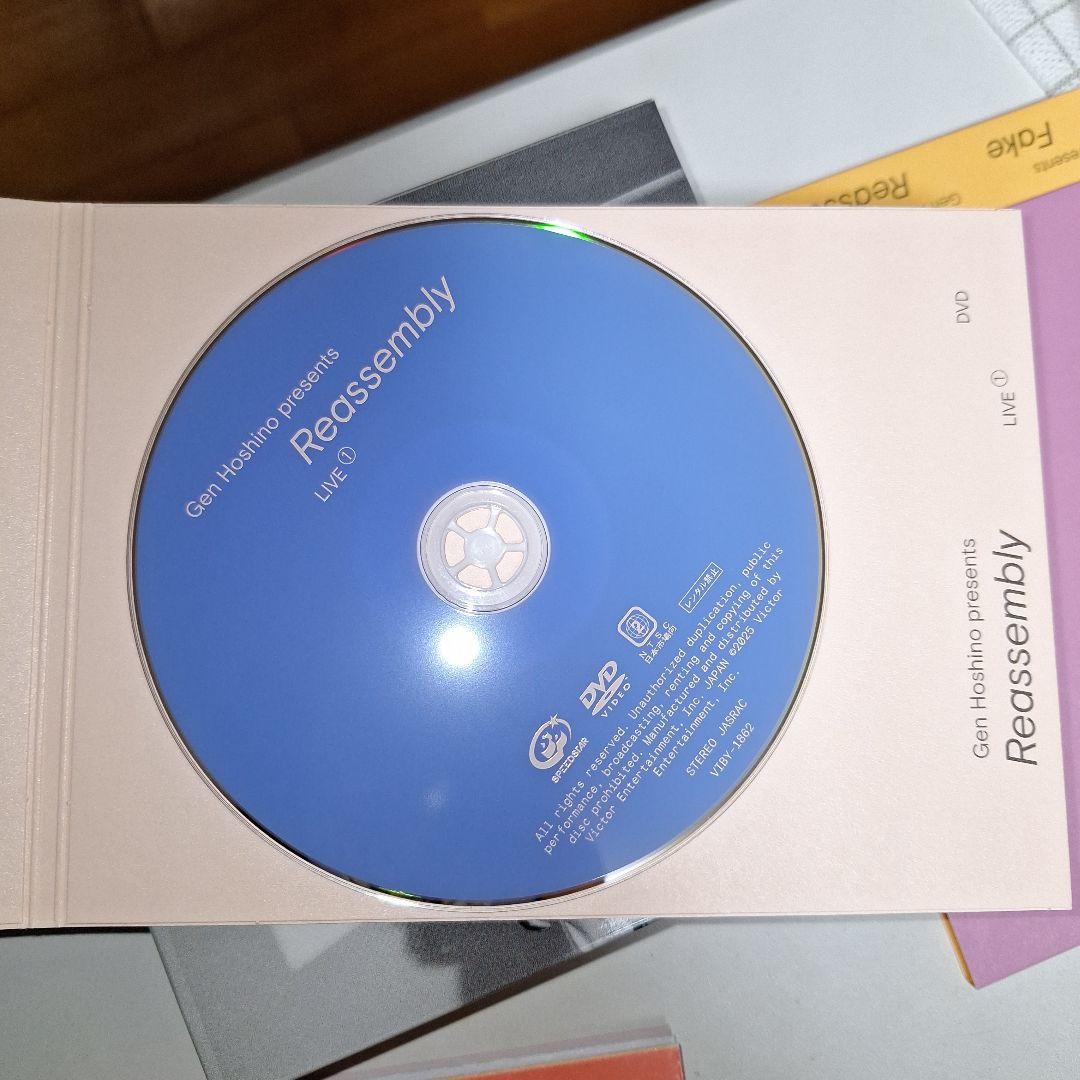 Gen Hoshino presents
Reassembly
LIVE ①
レンタル禁止
2
NTSC
日本市場向
DVD
VIDEO
SPEEDSTAR
All rights reserved. Unauthorized duplication, public
performance, broadcasting, renting and copying of this
disc prohibited. Manufactured and distributed by
Victor Entertainment, Inc. JAPAN ©2025 Victor
Entertainment, Inc.
STEREO JASRAC
VIBY-1862
Gen Hoshino presents
Reassembly
LIVE ①
DVD
Gen
esents
Reass
Fake